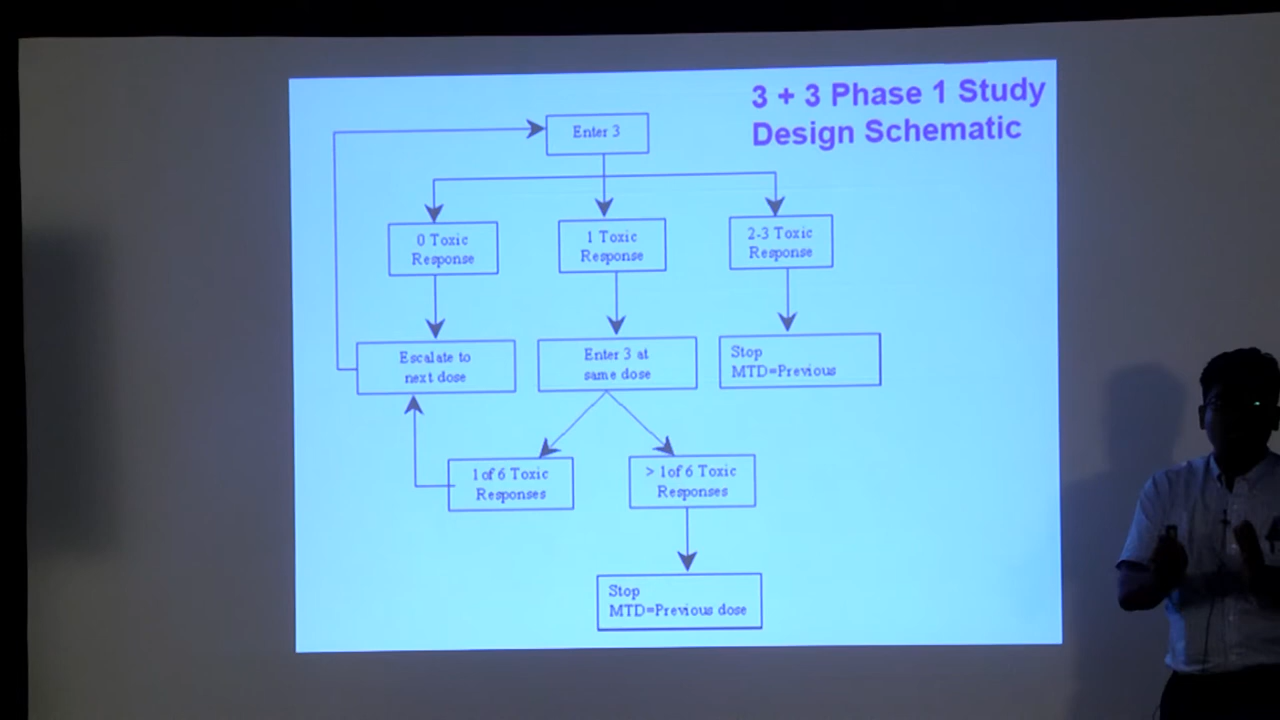 3 + 3 Phase 1 Study
Design Schematic
Enter 3
0 Toxic
Response
1 Toxic
Response
2-3 Toxic
Response
Escalate to
next dose
Enter 3 at
same dose
Stop
MTD=Previous
1 of 6 Toxic
Responses
> 1of 6 Toxic
Responses
Stop
MTD=Previous dose